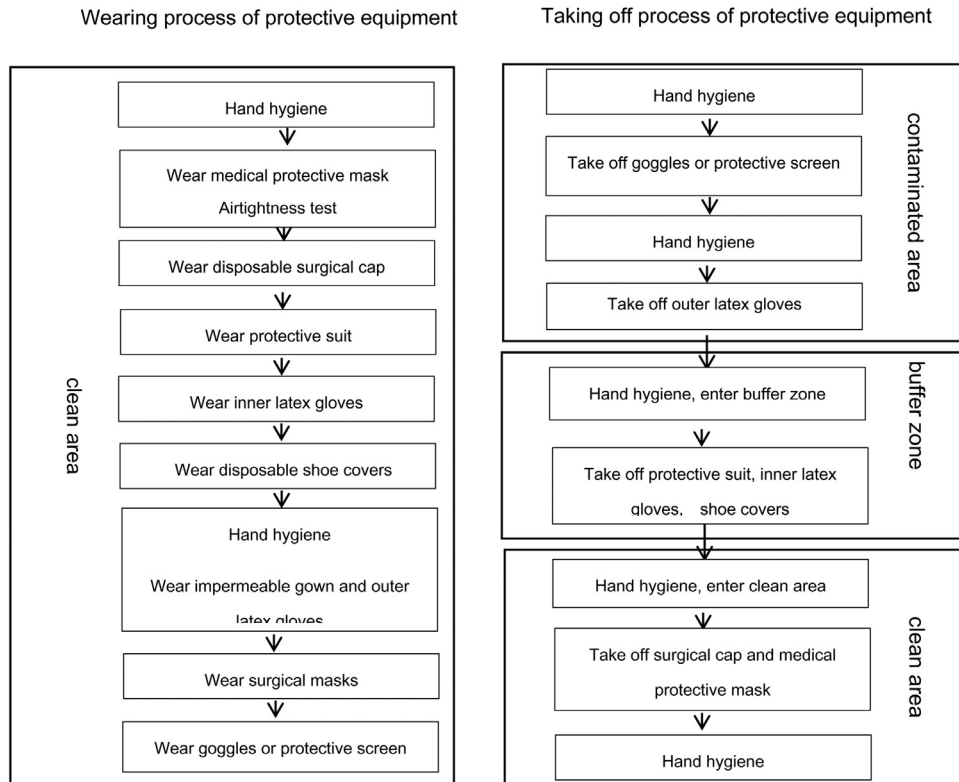 Wearing process of protective equipment
Hand hygiene
Wear medical protective mask
Airtightness test
Wear disposable surgical cap
Wear protective suit
Wear inner latex gloves
Wear disposable shoe covers
Hand hygiene
Wear impermeable gown and outer
latex gloves
Wear surgical masks
Wear goggles or protective screen
clean area
Taking off process of protective equipment
Hand hygiene
Take off goggles or protective screen
Hand hygiene
Take off outer latex gloves
contaminated area
Hand hygiene, enter buffer zone
Take off protective suit, inner latex
gloves, shoe covers
buffer zone
Hand hygiene, enter clean area
Take off surgical cap and medical
protective mask
Hand hygiene
clean area